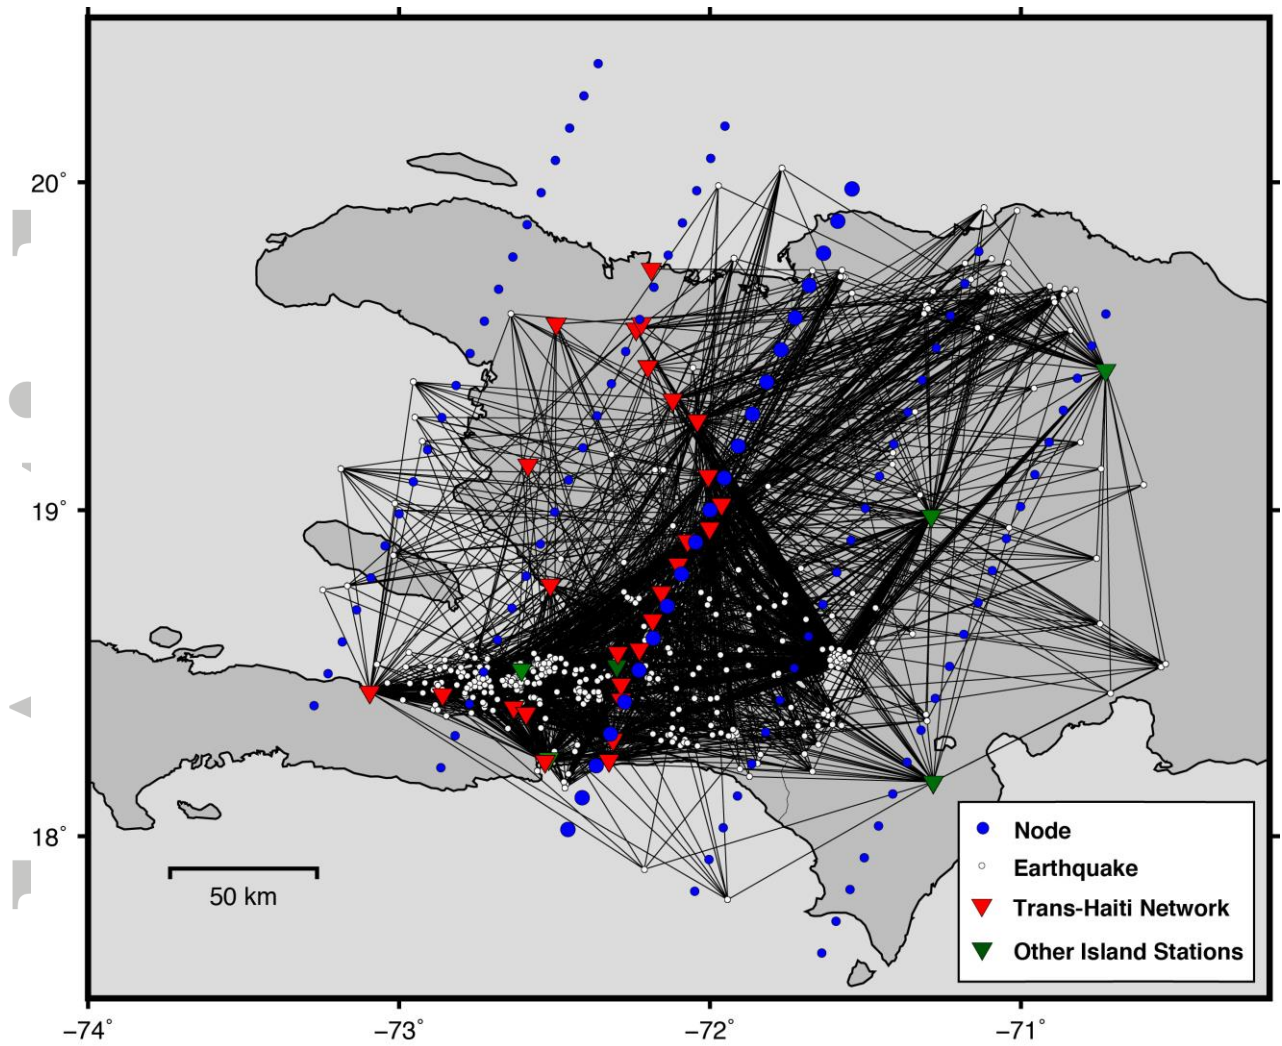 20°
19°
18°
50 km
Node
Earthquake
Trans-Haiti Network
Other Island Stations
−74°
−73°
−72°
−71°